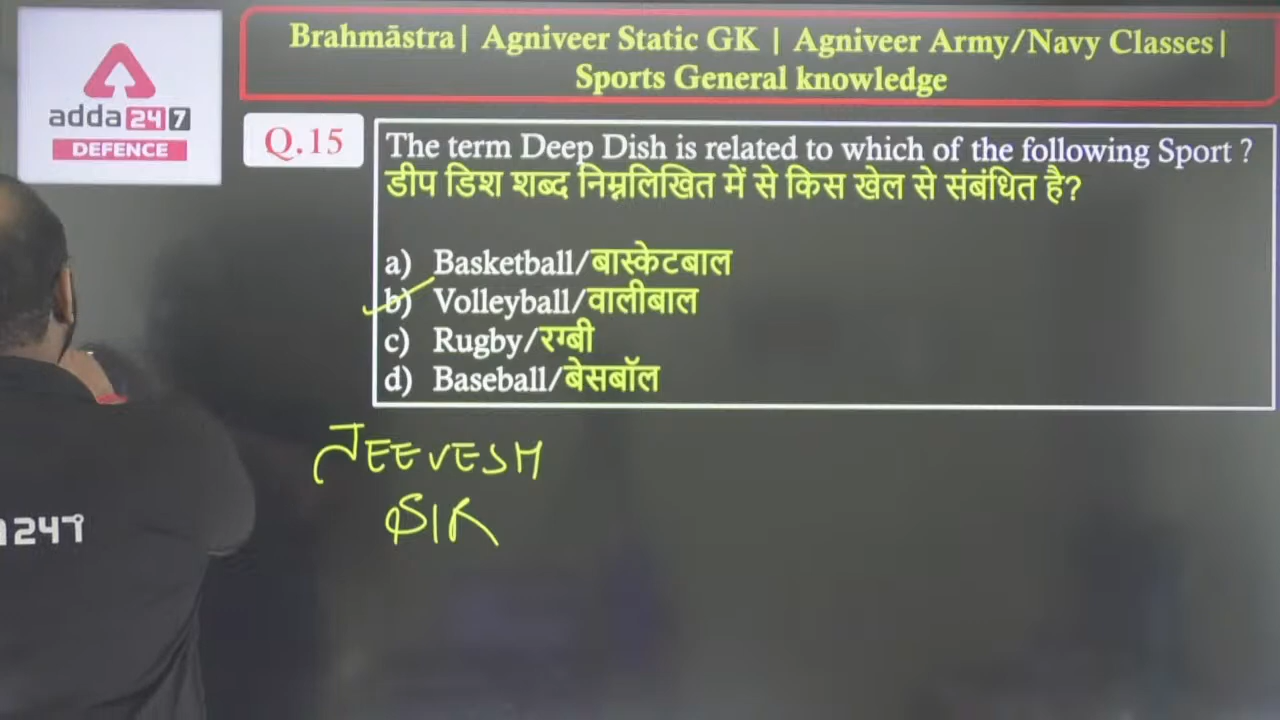 adda 247
DEFENCE
Brahmāstra| Agniveer Static GK | Agniveer Army/Navy Classes|
Sports General knowledge
Q.15
The term Deep Dish is related to which of the following Sport ?
डीप डिश शब्द निम्नलिखित में से किस खेल से संबंधित है?
a) Basketball/बास्केटबाल
b) Volleyball/वालीबाल
c) Rugby/रग्बी
d) Baseball/बेसबॉल
JEEVESH
SIR
247